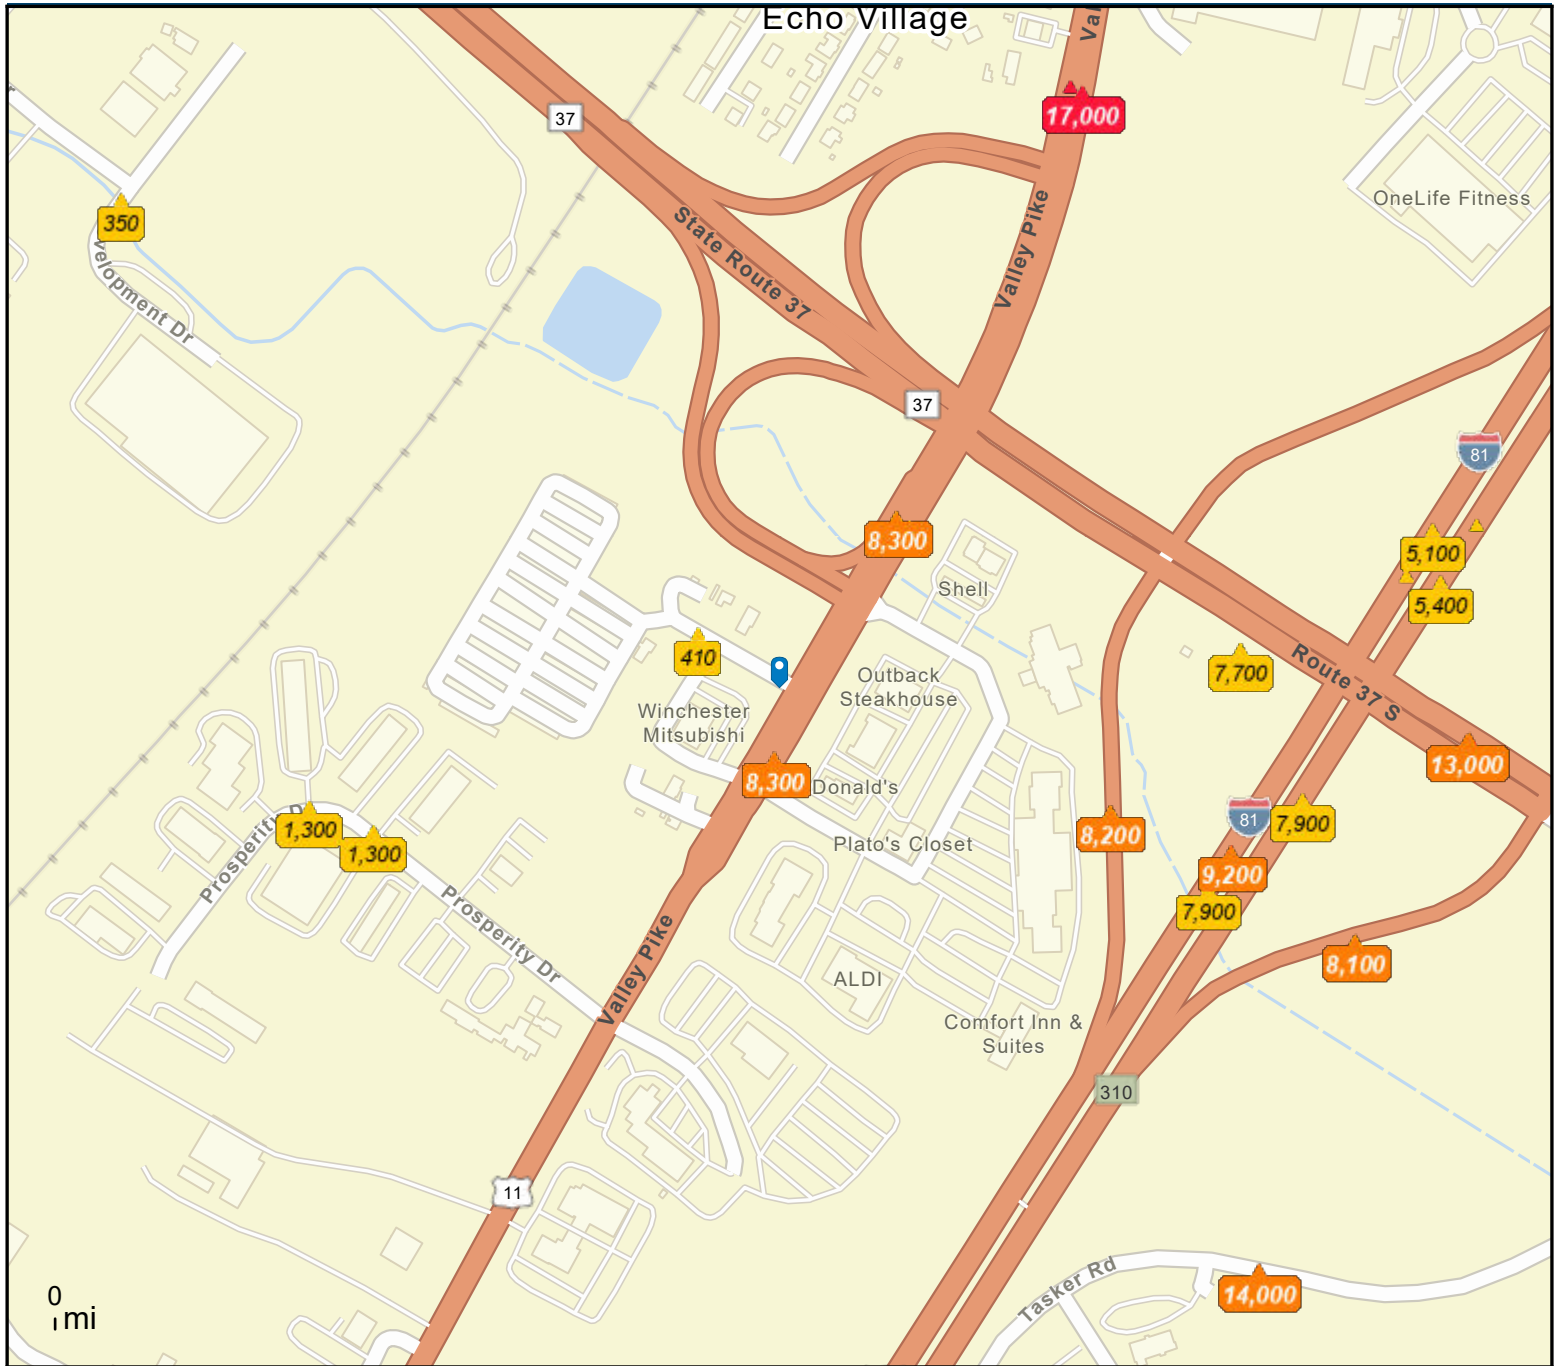 Echo Village
Val
37
17,000
OneLife Fitness
350
Valley Pike
State Route 37
velopment Dr
37
81
8,300
5,100
Shell
5,400
410
7,700
Route 37 S
Outback
Steakhouse
Winchester
Mitsubishi
13,000
8,300
Donald's
81
7,900
1,300
Prosperity D
8,200
1,300
Plato's Closet
9,200
7,900
Prosperity Dr
Valley Pike
8,100
ALDI
Comfort Inn &
Suites
310
11
Tasker Rd
14,000
0
mi